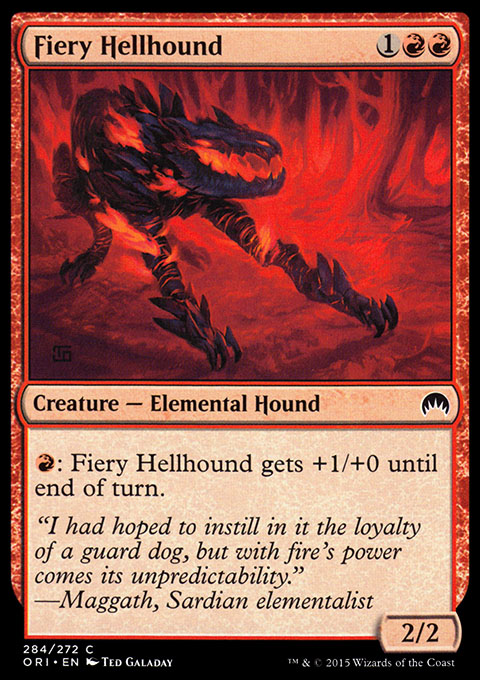 Fiery Hellhound 1
Creature — Elemental Hound
: Fiery Hellhound gets +1/+0 until
end of turn.
“I had hoped to instill in it the loyalty
of a guard dog, but with fire’s power
comes its unpredictability.”
—Maggath, Sardian elementalist
2/2
284/272 C
ORI • EN Ted Galaday
™ & © 2015 Wizards of the Coast